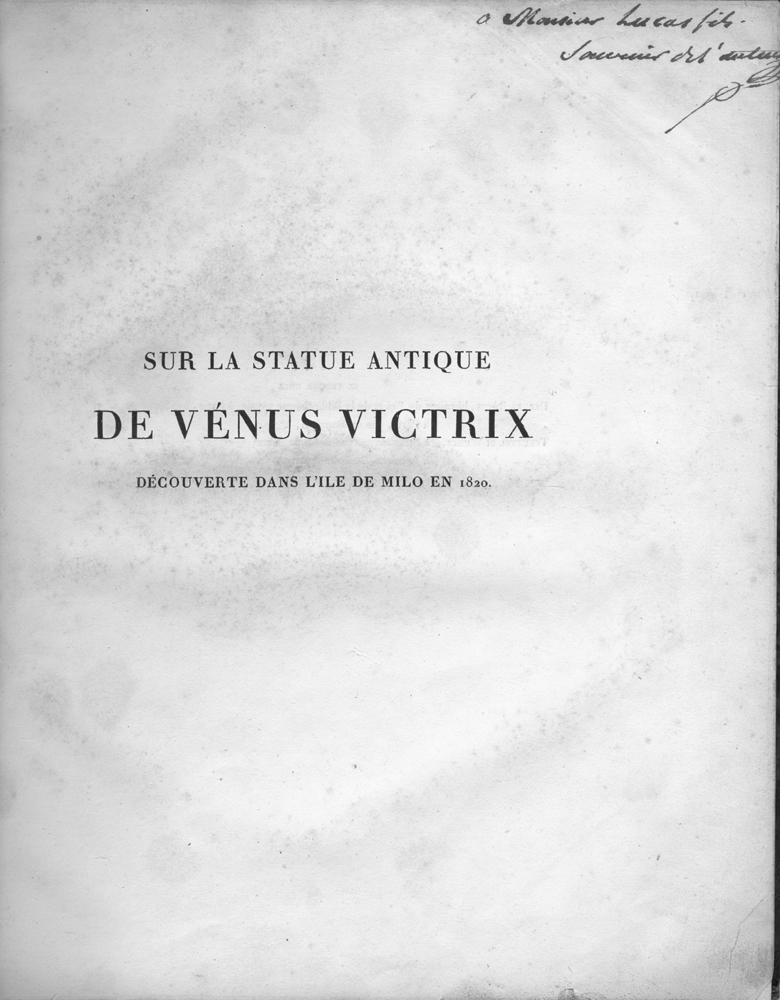 a Monsieur Lucas fils.
Souvenir de l'auteur
SUR LA STATUE ANTIQUE
DE VÉNUS VICTRIX
DÉCOUVERTE DANS L'ILE DE MILO EN 1820.